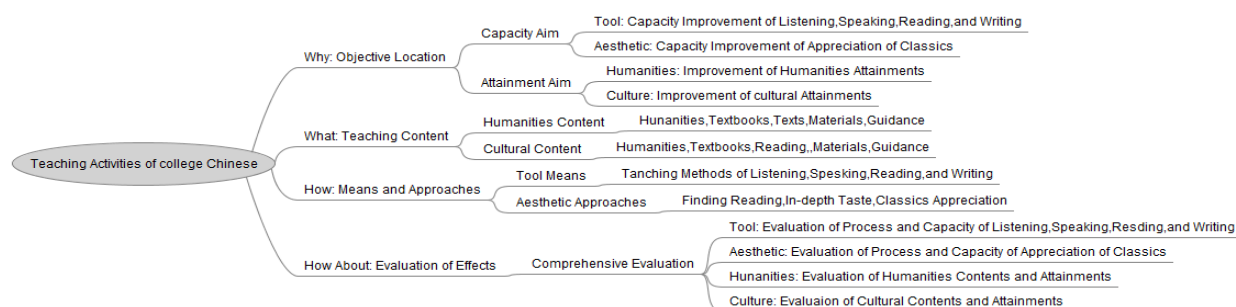 Teaching Activities of college Chinese
Why: Objective Location
Capacity Aim
Tool: Capacity Improvement of Listening,Speaking,Reading,and Writing
Aesthetic: Capacity Improvement of Appreciation of Classics
Attainment Aim
Humanities: Improvement of Humanities Attainments
Culture: Improvement of cultural Attainments
What: Teaching Content
Humanities Content
Hunanities,Textbooks,Texts,Materials,Guidance
Cultural Content
Humanities,Textbooks,Reading,,Materials,Guidance
How: Means and Approaches
Tool Means
Tanching Methods of Listening,Spesking,Reading,and Writing
Aesthetic Approaches
Finding Reading,In-depth Taste,Classics Appreciation
How About: Evaluation of Effects
Comprehensive Evaluation
Tool: Evaluation of Process and Capacity of Listening,Speaking,Resding,and Writing
Aesthetic: Evaluation of Process and Capacity of Appreciation of Classics
Hunanities: Evaluation of Humanities Contents and Attainments
Culture: Evaluaion of Cultural Contents and Attainments